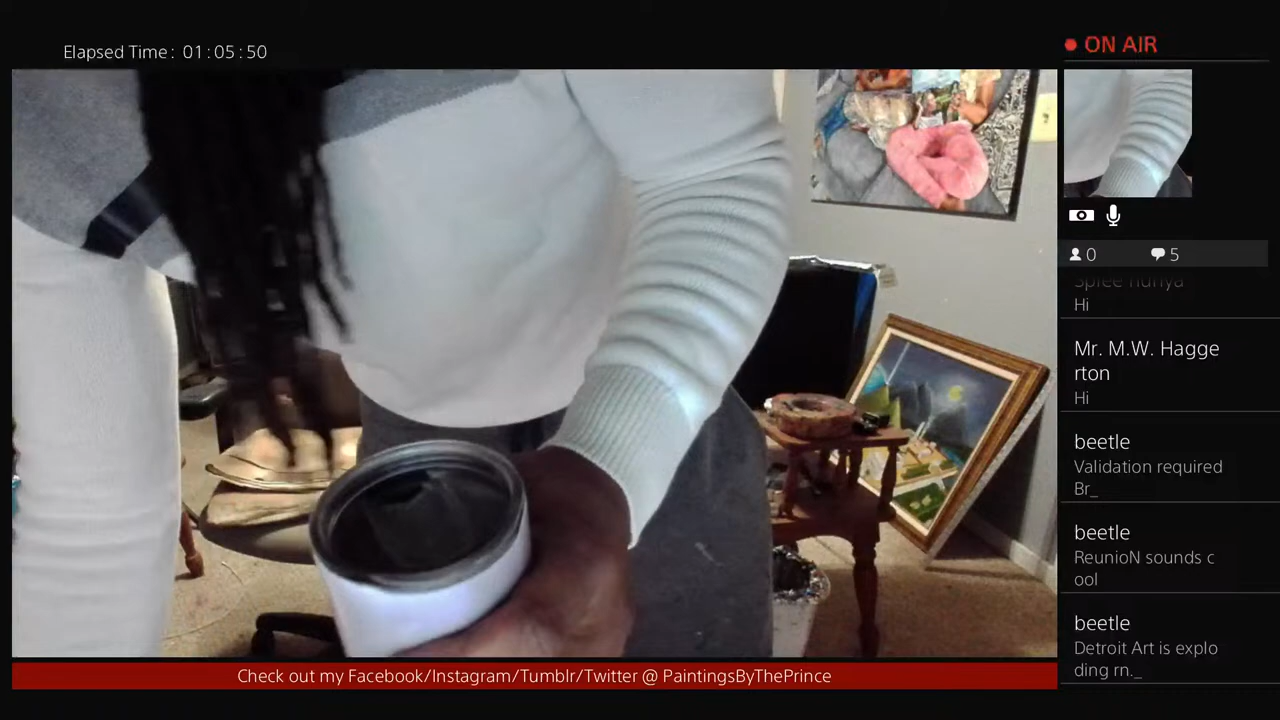 Elapsed Time: 01:05:50
ON AIR
0
5
Hi
Mr. M.W. Hagge
rton
Hi
beetle
Validation required
Br_
beetle
ReunioN sounds c
ool
beetle
Detroit Art is explo
ding rn._
Check out my Facebook/Instagram/Tumblr/Twitter @ PaintingsByThePrince